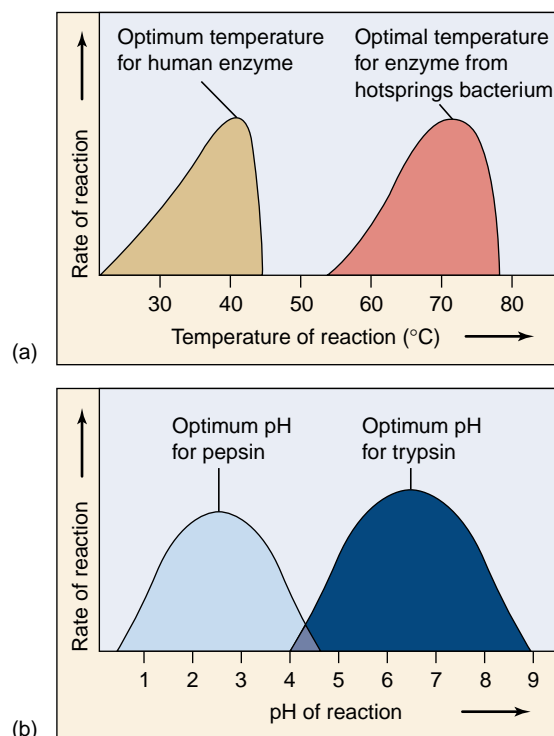 Rate of reaction
Optimum temperature
for human enzyme
Optimal temperature
for enzyme from
hotsprings bacterium
30 40 50 60 70 80
Temperature of reaction (°C)
(a)
Rate of reaction
Optimum pH
for pepsin
Optimum pH
for trypsin
1 2 3 4 5 6 7 8 9
pH of reaction
(b)